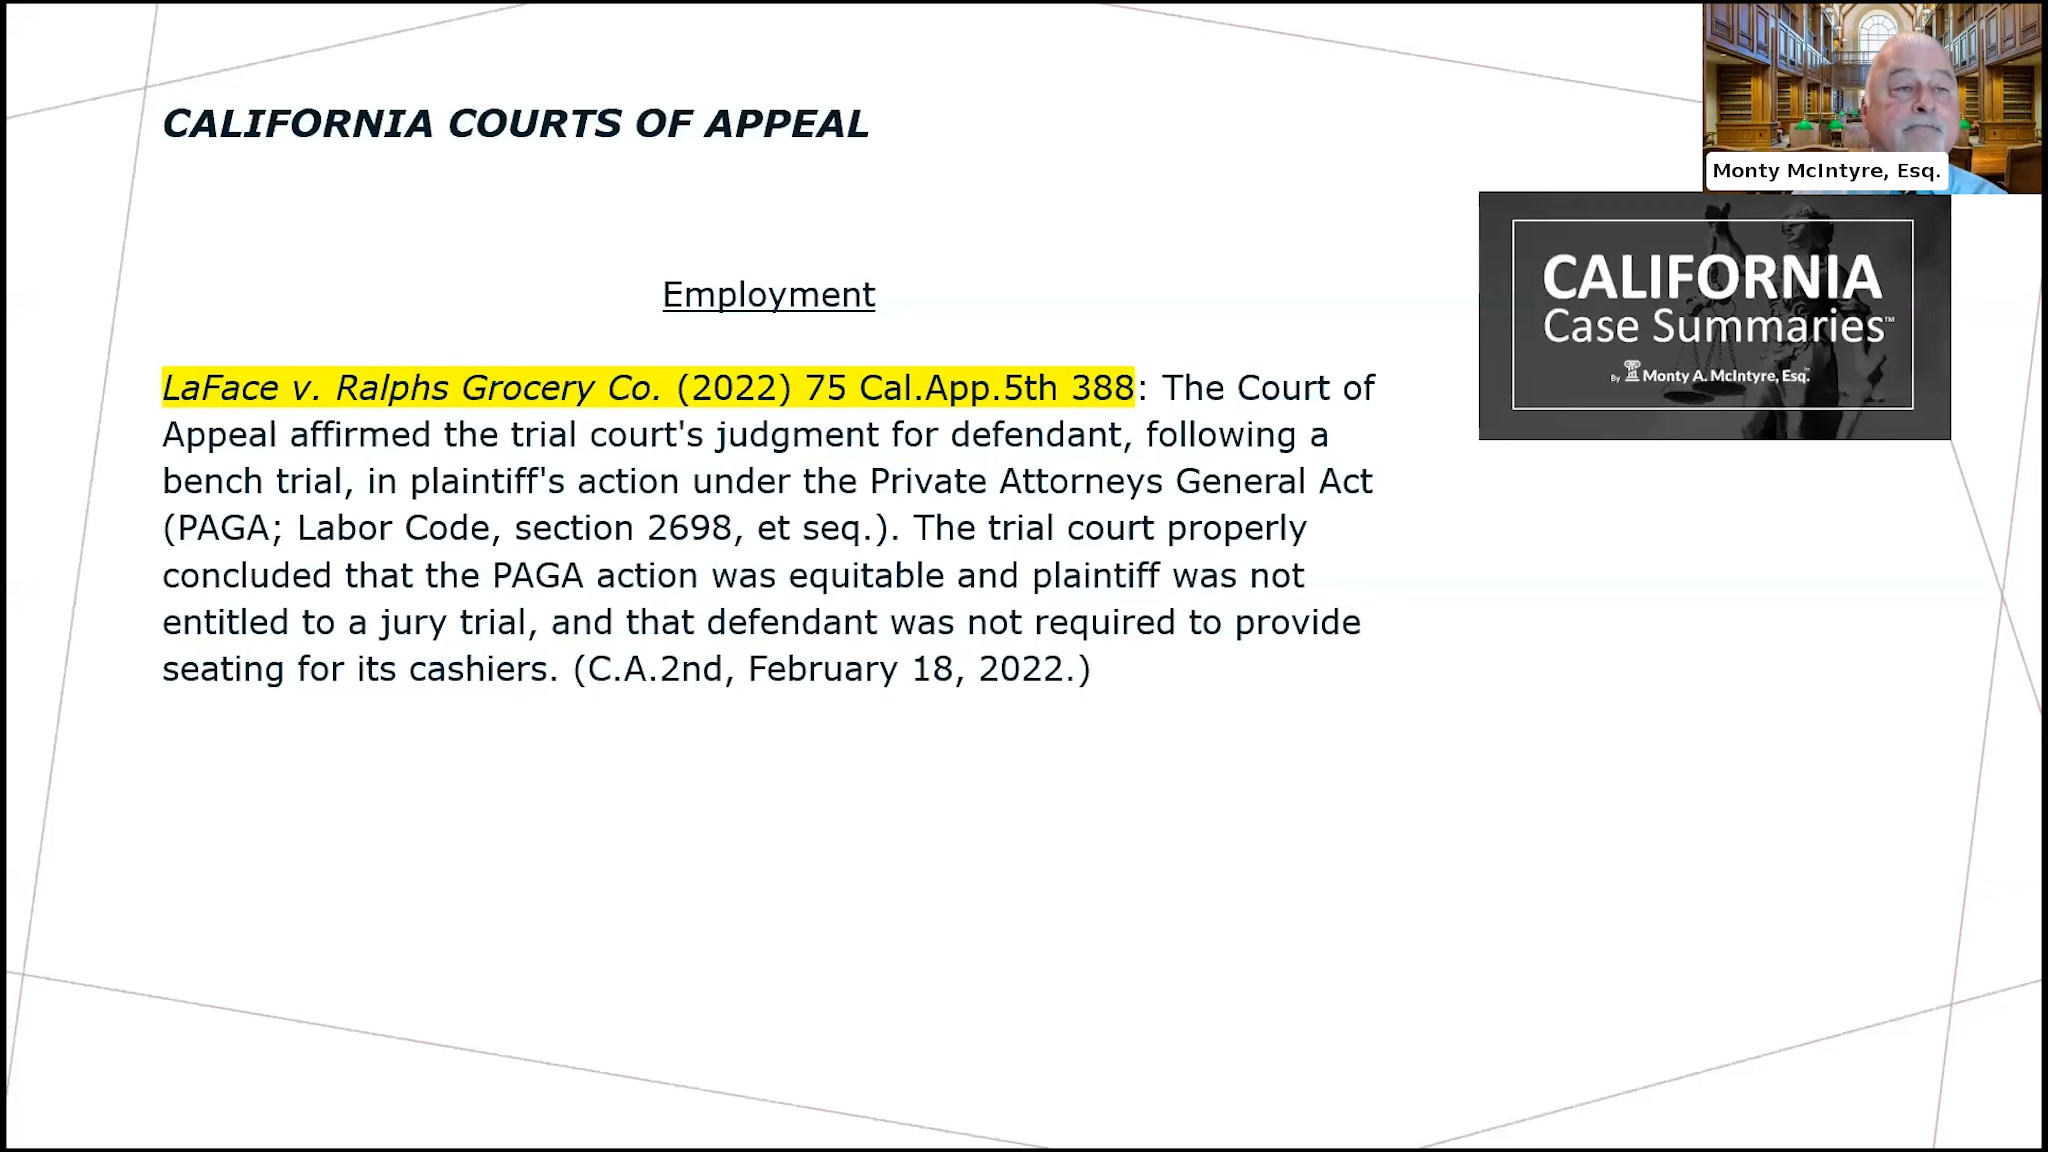 CALIFORNIA COURTS OF APPEAL
Monty McIntyre, Esq.
CALIFORNIA
Case Summaries™
By Monty A. McIntyre, Esq.™
Employment
LaFace v. Ralphs Grocery Co. (2022) 75 Cal.App.5th 388: The Court of
Appeal affirmed the trial court's judgment for defendant, following a
bench trial, in plaintiff's action under the Private Attorneys General Act
(PAGA; Labor Code, section 2698, et seq.). The trial court properly
concluded that the PAGA action was equitable and plaintiff was not
entitled to a jury trial, and that defendant was not required to provide
seating for its cashiers. (C.A.2nd, February 18, 2022.)